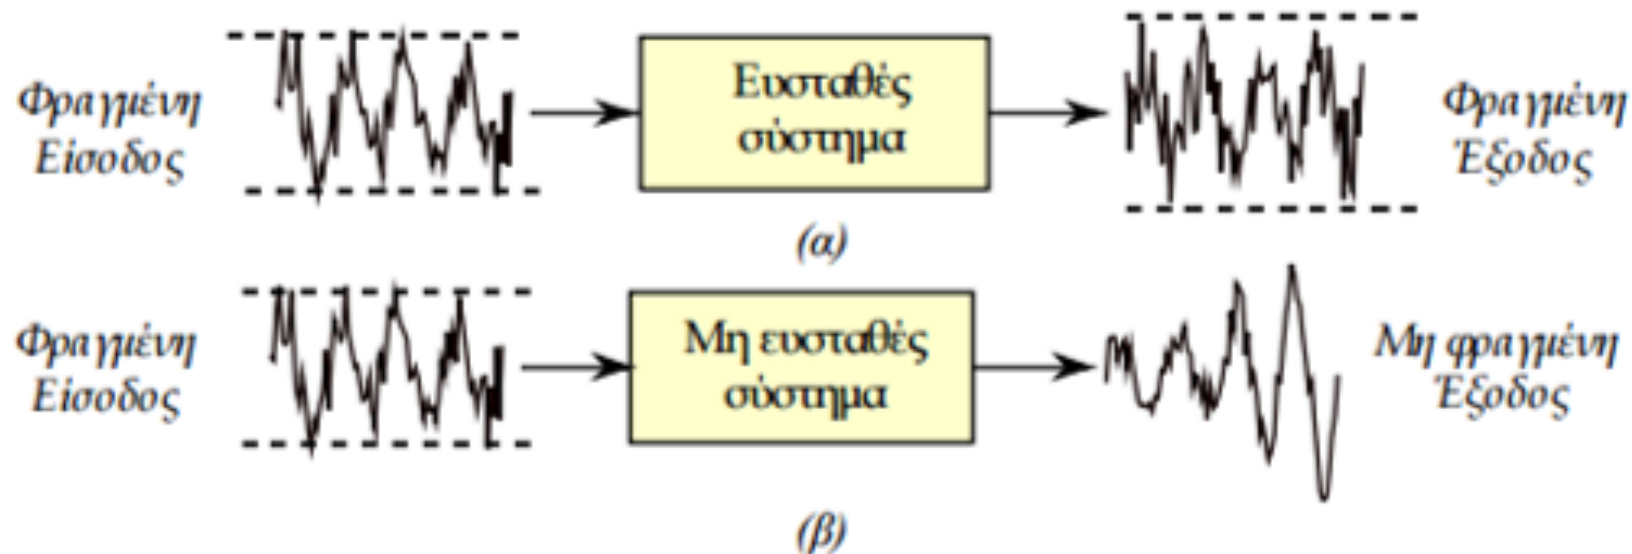 Φραγμένη
Είσοδος
Ευσταθές
σύστημα
Φραγμένη
Έξοδος
(α)
Φραγμένη
Είσοδος
Μη ευσταθές
σύστημα
Μη φραγμένη
Έξοδος
(β)